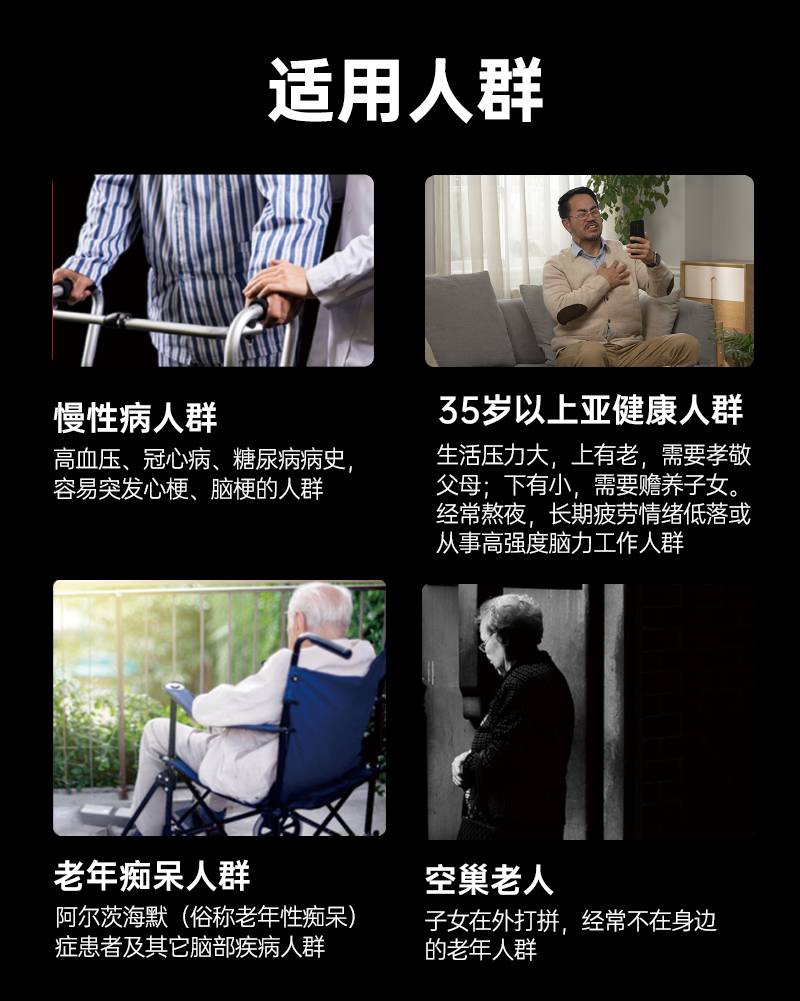 适用人群
慢性病人群
高血压、冠心病、糖尿病病史，
容易突发心梗、脑梗的人群
35岁以上亚健康人群
生活压力大，上有老，需要孝敬
父母；下有小，需要赡养子女。
经常熬夜，长期疲劳情绪低落或
从事高强度脑力工作人群
老年痴呆人群
阿尔茨海默（俗称老年性痴呆）
症患者及其它脑部疾病人群
空巢老人
子女在外打拼，经常不在身边
的老年人群